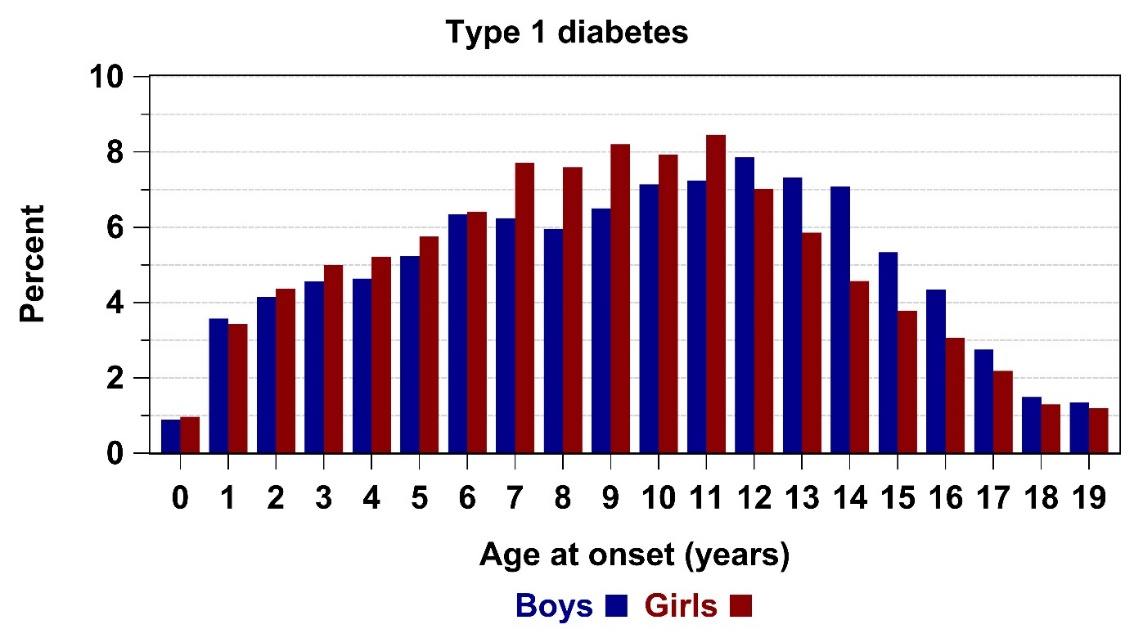 Type 1 diabetes
10
8
6
4
2
0
Percent
0 1 2 3 4 5 6 7 8 9 10 11 12 13 14 15 16 17 18 19
Age at onset (years)
Boys Girls